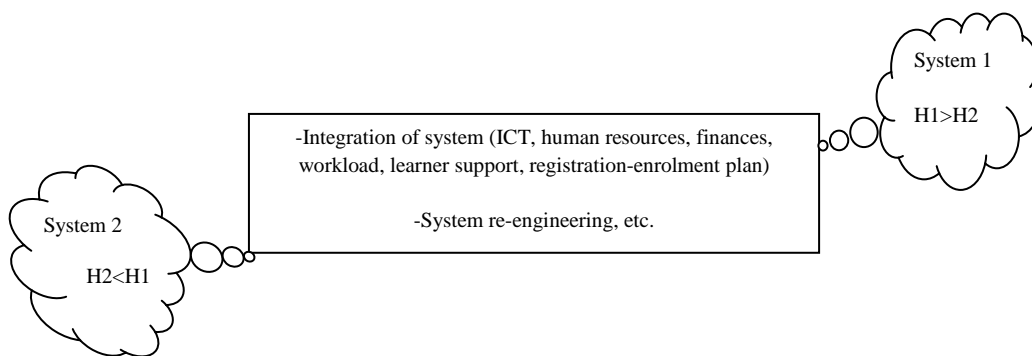 System 1
H1>H2
-Integration of system (ICT, human resources, finances,
workload, learner support, registration-enrolment plan)
-System re-engineering, etc.
System 2
H2<H1